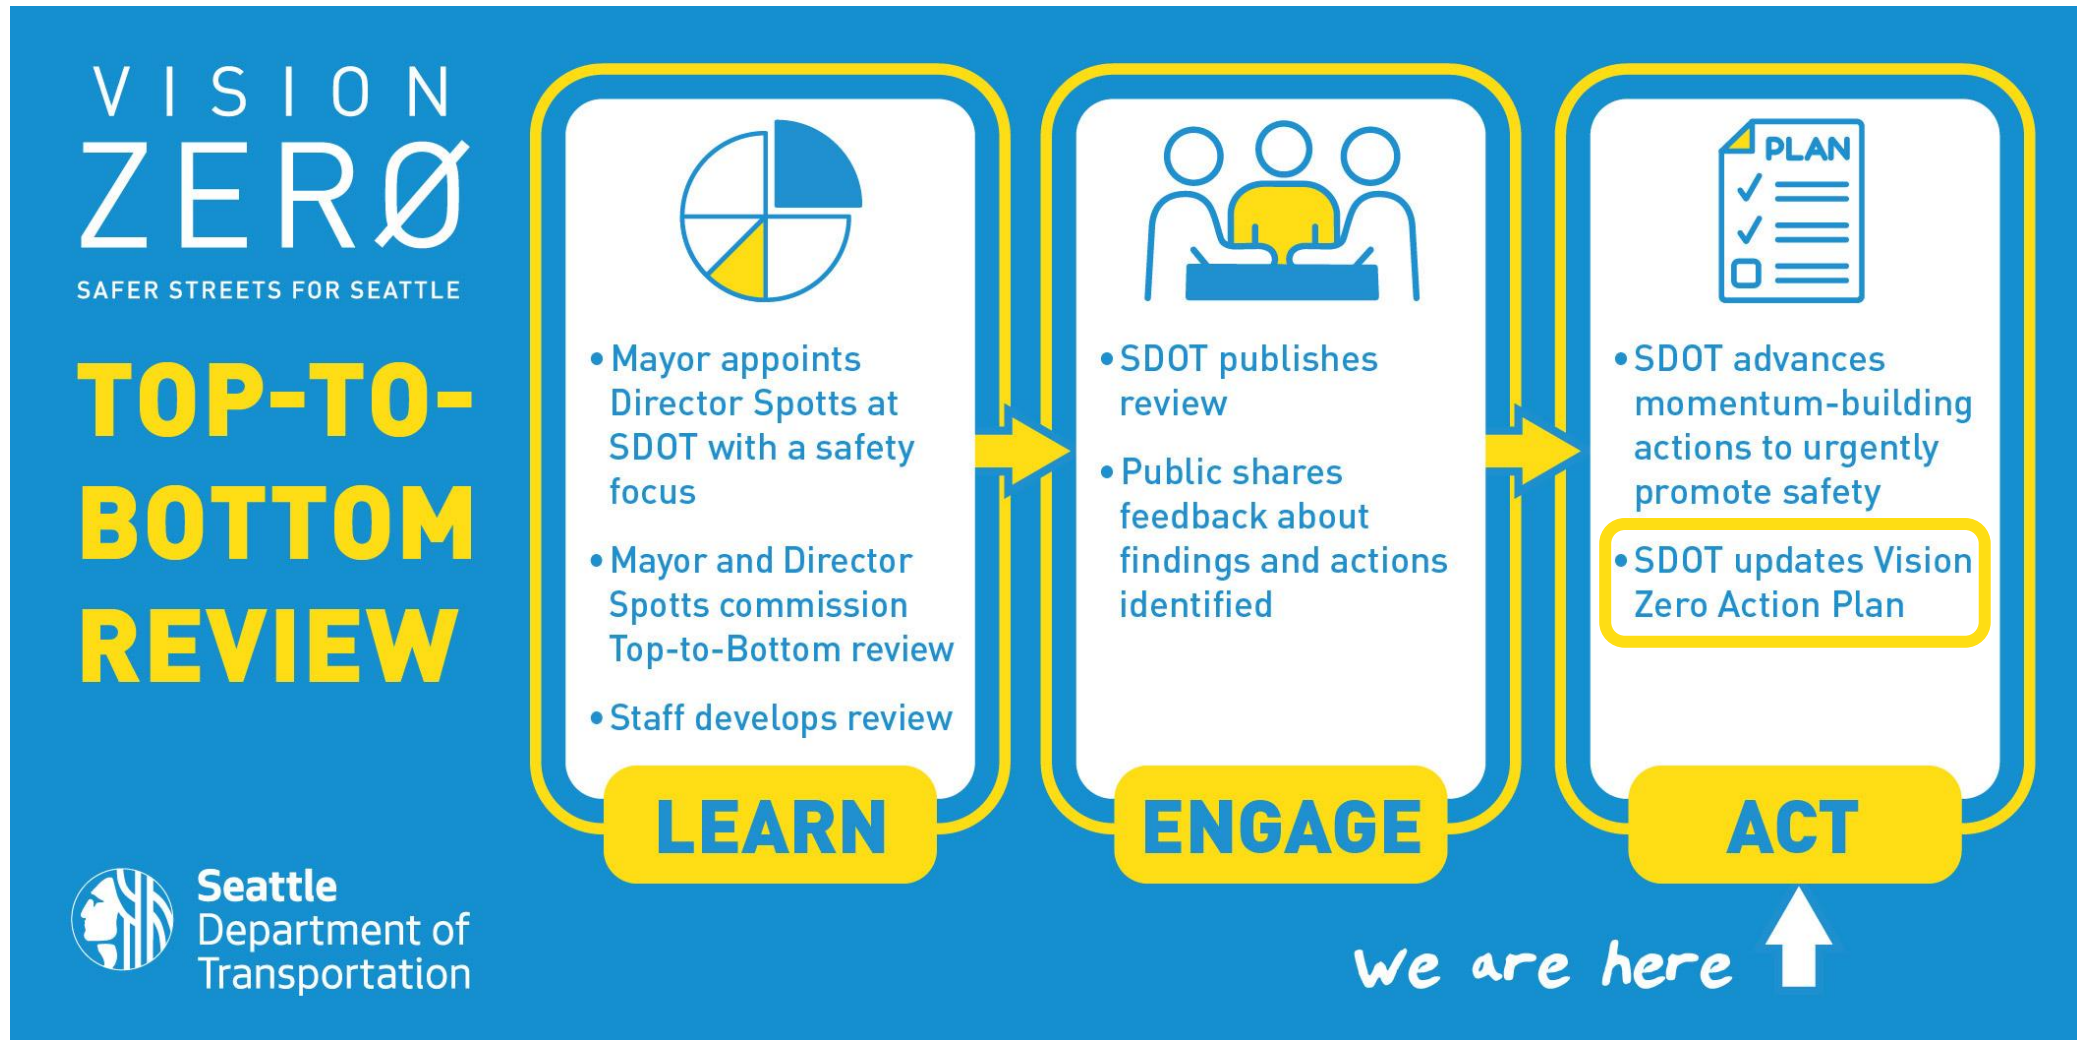 VISION
ZERØ
SAFER STREETS FOR SEATTLE
TOP-TO-
BOTTOM
REVIEW
Seattle
Department of
Transportation
• Mayor appoints
Director Spotts at
SDOT with a safety
focus
• Mayor and Director
Spotts commission
Top-to-Bottom review
• Staff develops review
LEARN
• SDOT publishes
review
• Public shares
feedback about
findings and actions
identified
ENGAGE
PLAN
• SDOT advances
momentum-building
actions to urgently
promote safety
• SDOT updates Vision
Zero Action Plan
ACT
we are here